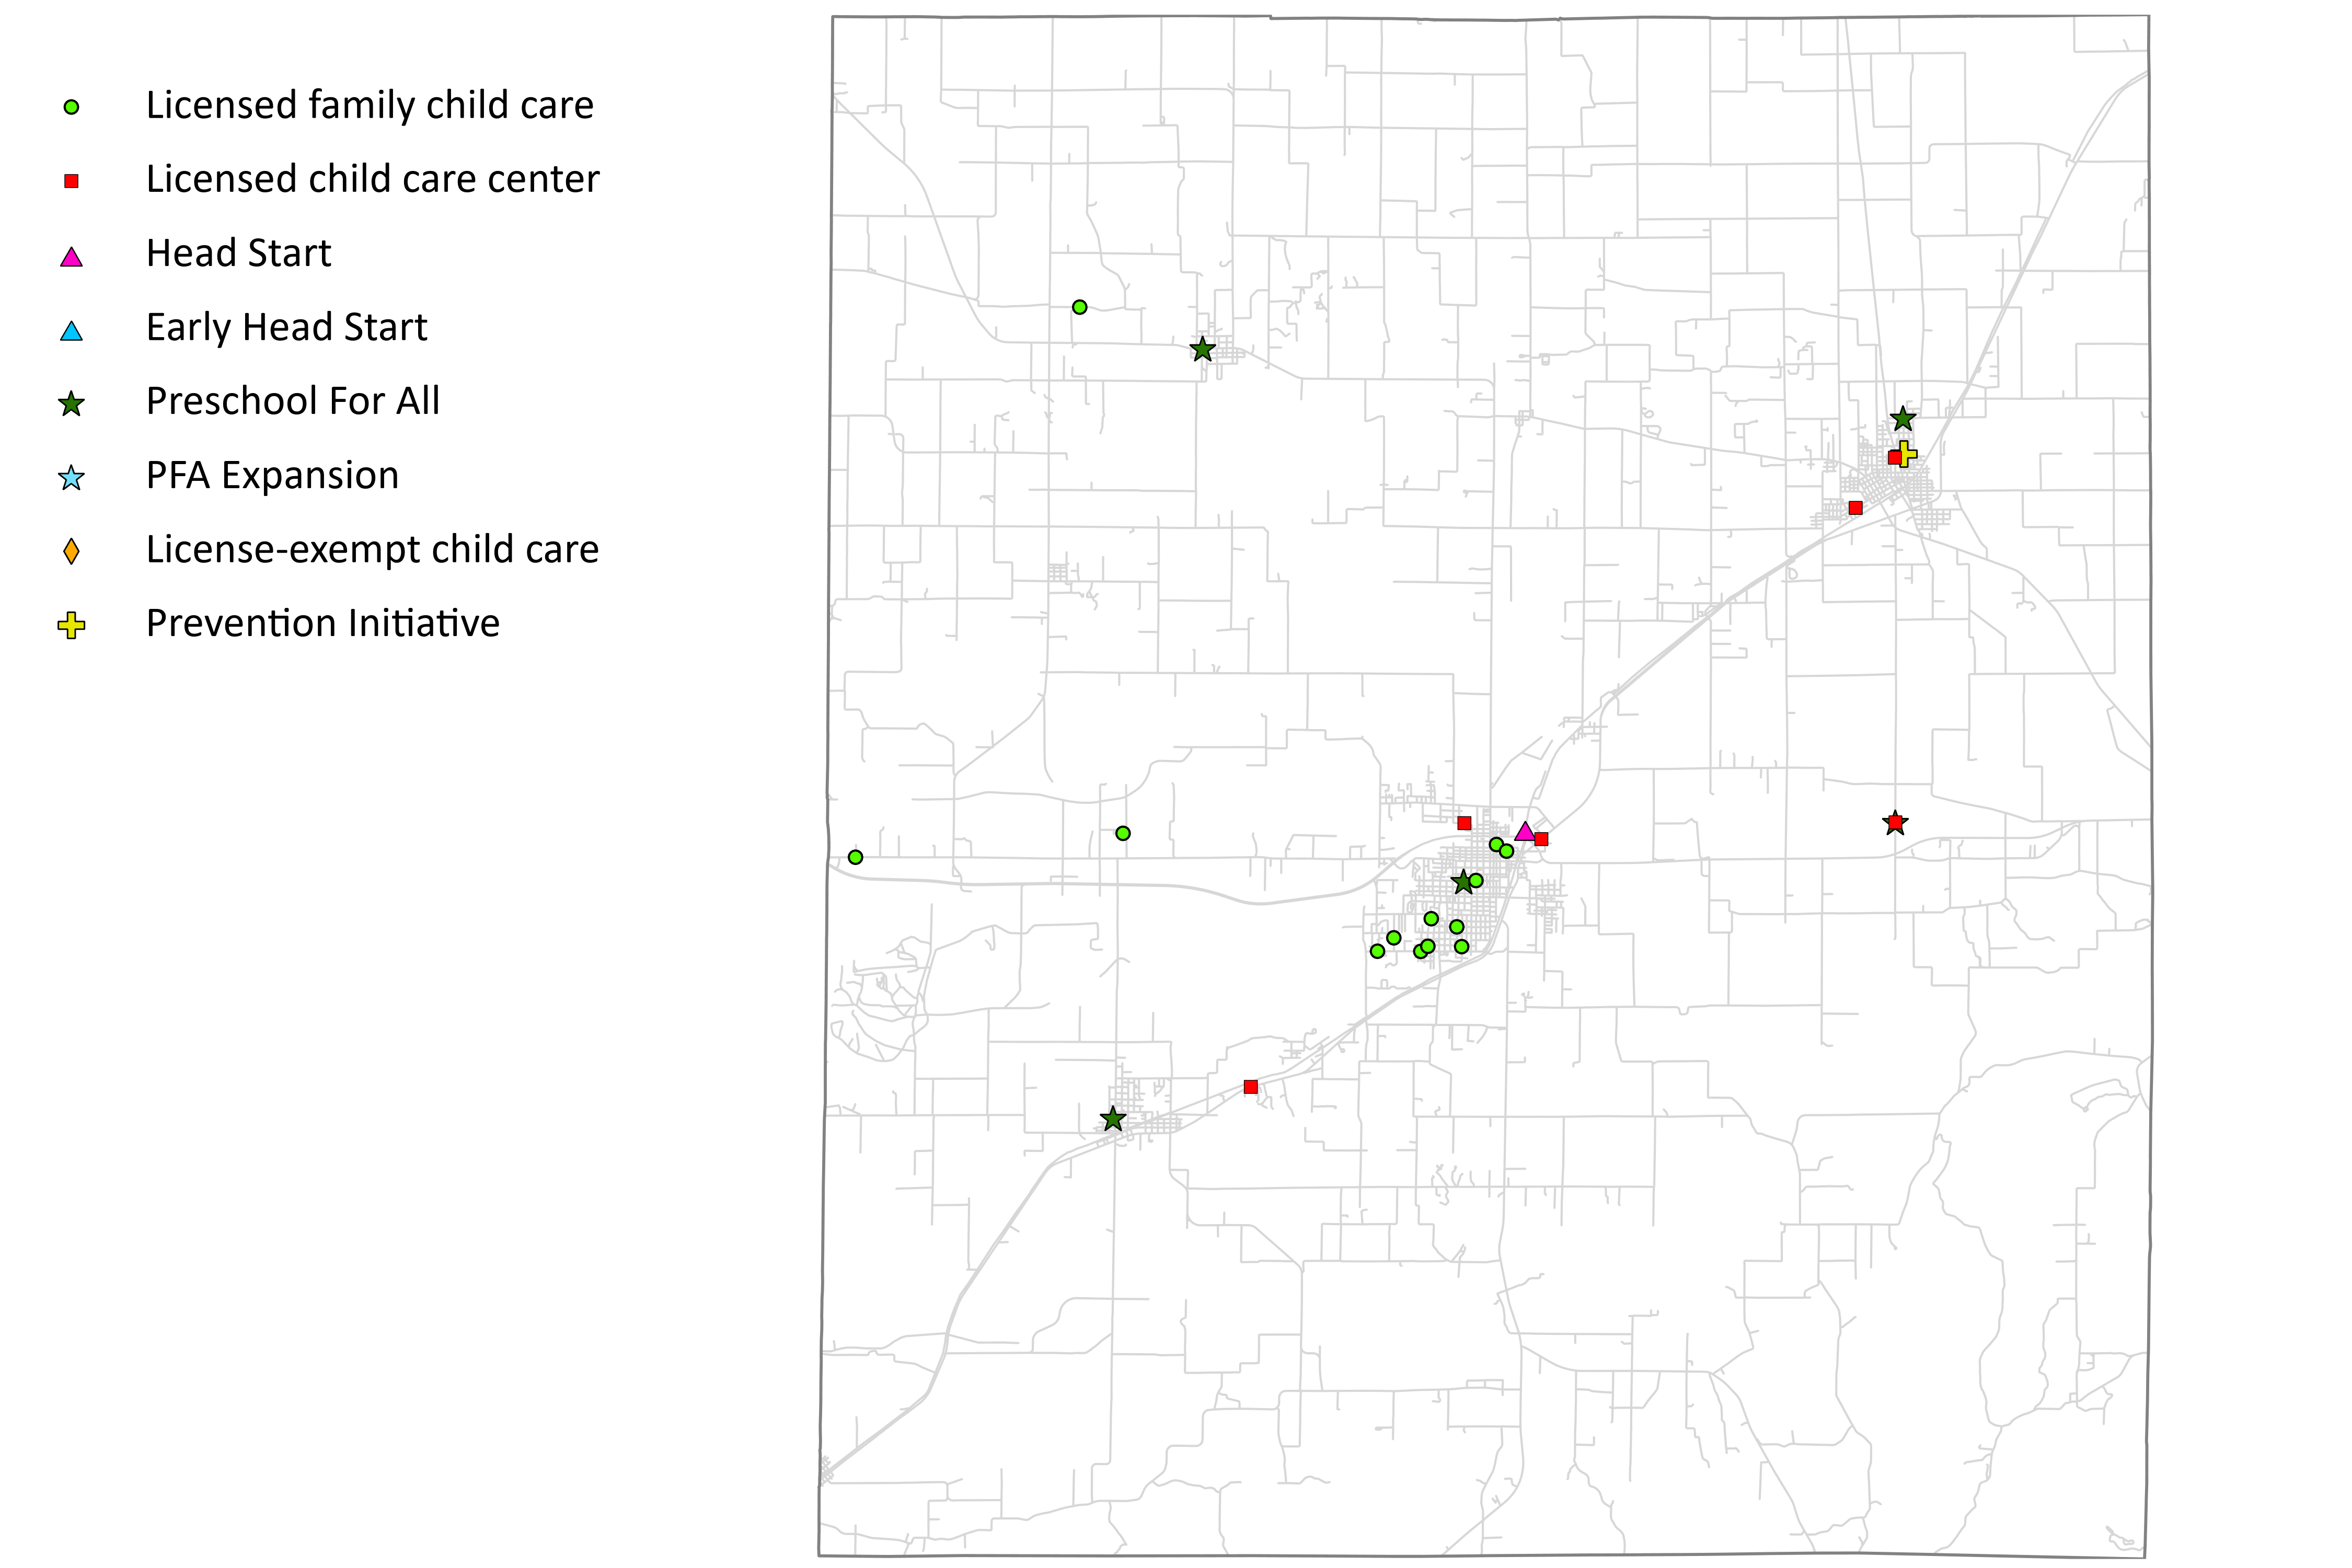 Licensed family child care
Licensed child care center
Head Start
Early Head Start
Preschool For All
PFA Expansion
License-exempt child care
Prevention Initiative